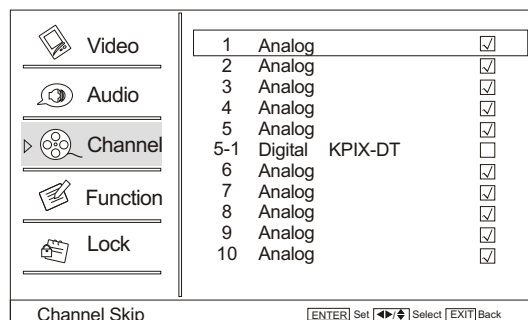 Video
Audio
Channel
Function
Lock
1 Analog
2 Analog
3 Analog
4 Analog
5 Analog
5-1 Digital KPIX-DT
6 Analog
7 Analog
8 Analog
9 Analog
10 Analog
Channel Skip
ENTER Set ◀▶/▲▼ Select EXIT Back